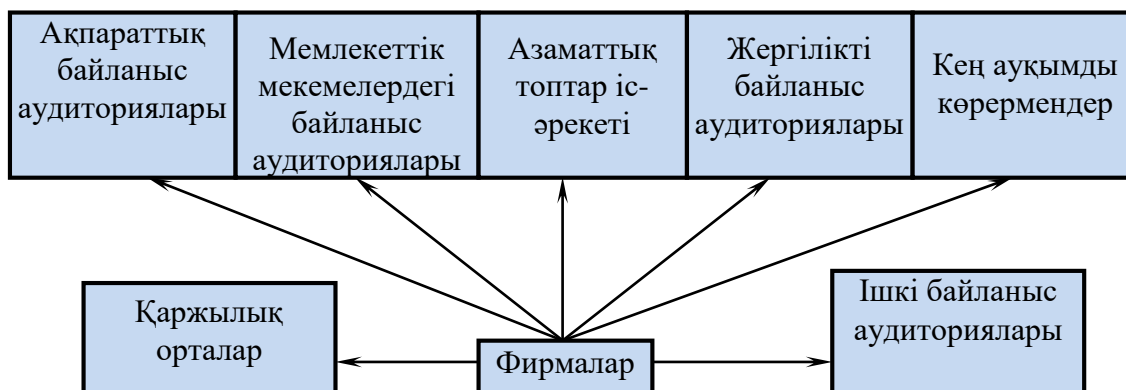 Ақпараттық
байланыс
аудиториялары
Мемлекеттік
мекемелердегі
байланыс
аудиториялары
Азаматтық
топтар іс-
әрекеті
Жергілікті
байланыс
аудиториялары
Кең ауқымды
көрермендер
Қаржылық
орталар
Фирмалар
Ішкі байланыс
аудиториялары